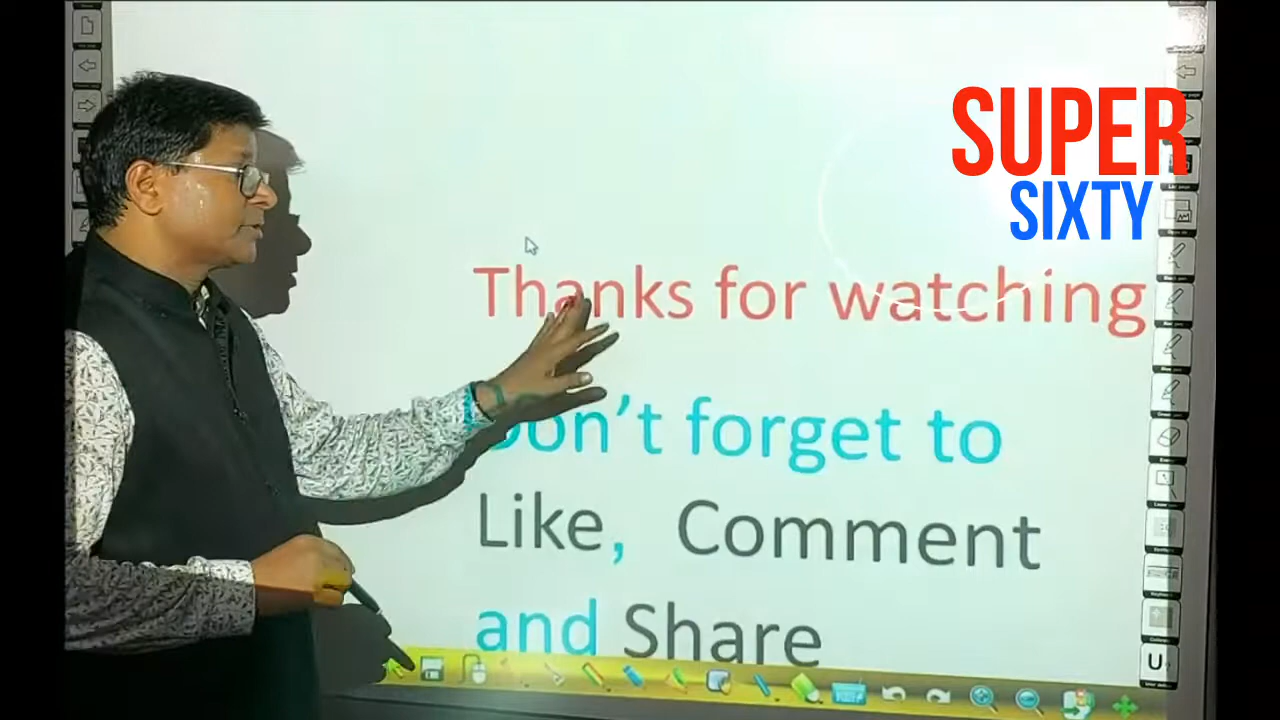 SUPER
SIXTY
Thanks for watching
Don't forget to
Like, Comment
and Share
U